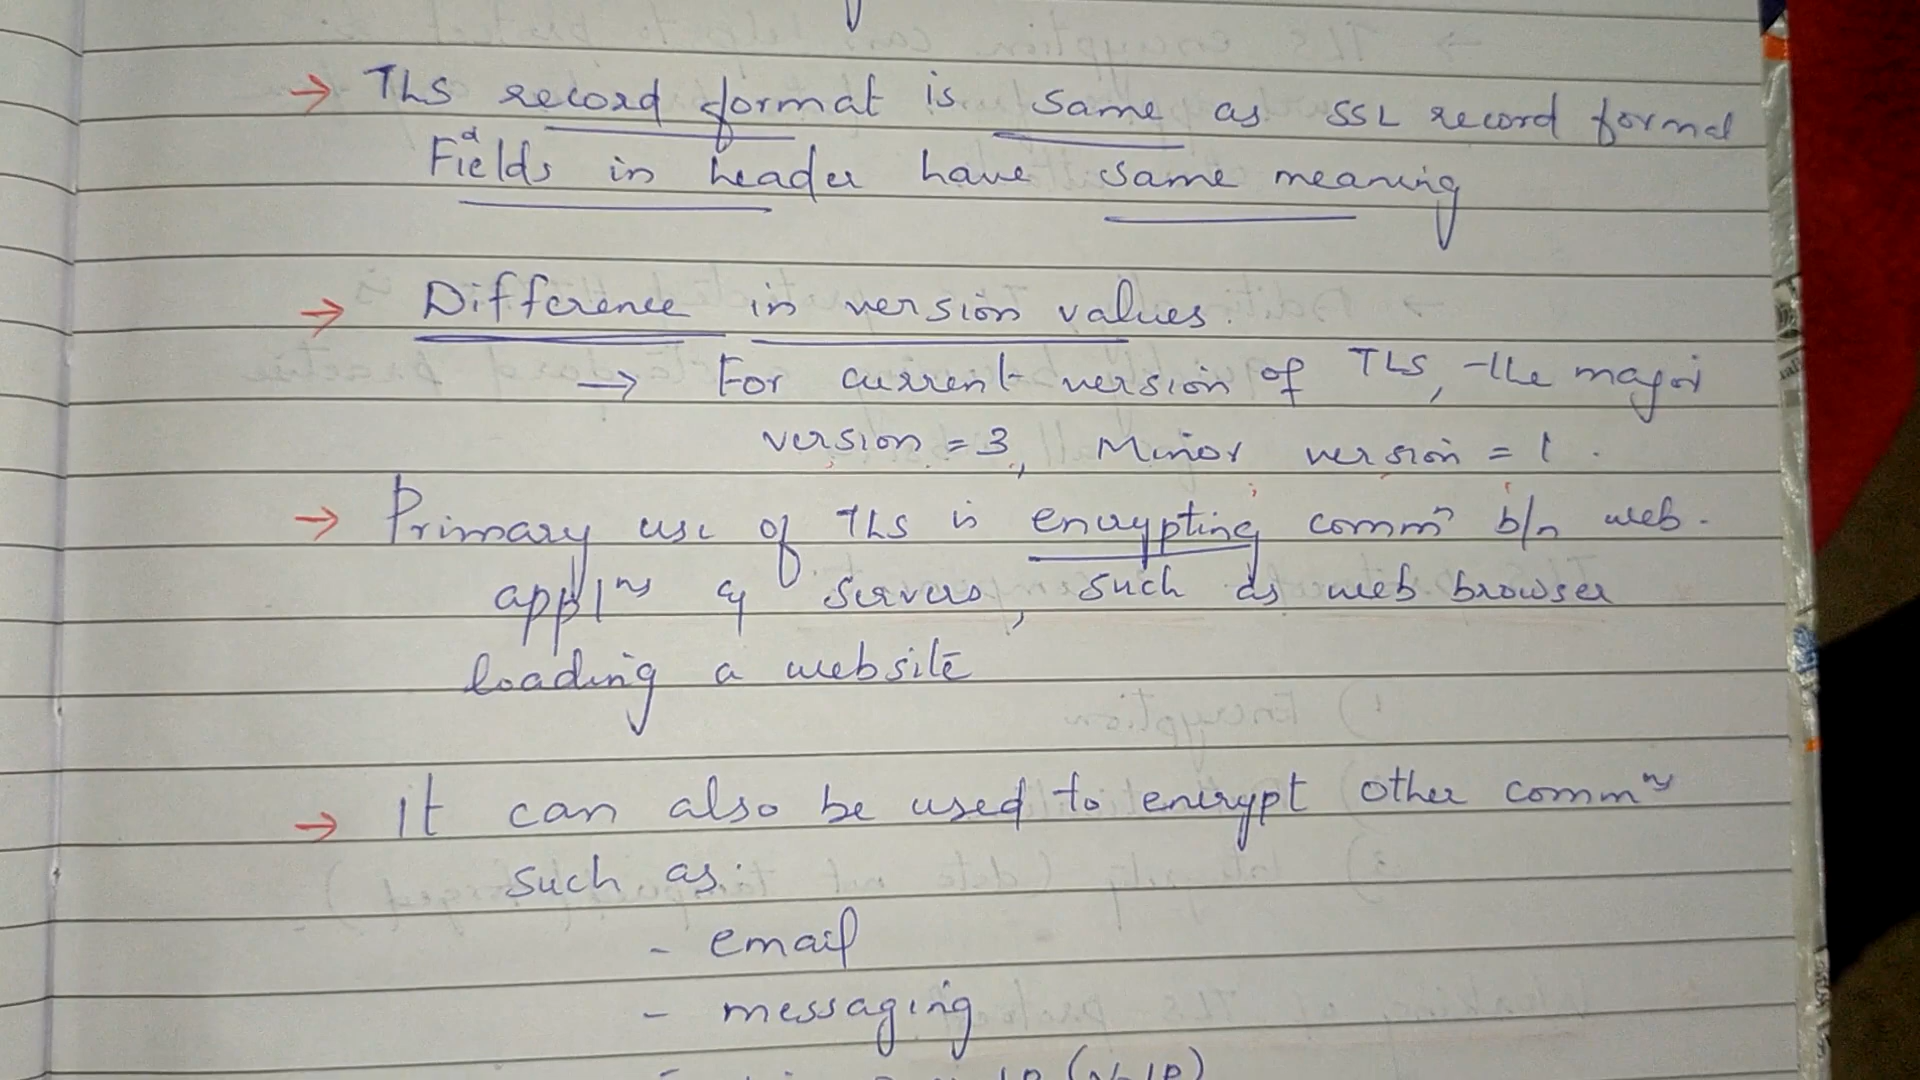 → TLS record format is same as SSL record format
& Fields in header have same meaning
→ Difference in version values.
→ For current version of TLS, the major
version = 3, Minor version = 1.
→ Primary use of TLS is encrypting commⁿ b/n web
applⁿˢ & servers, such as web browser
loading a website
→ It can also be used to encrypt other commⁿˢ
such as:
- email
- messaging